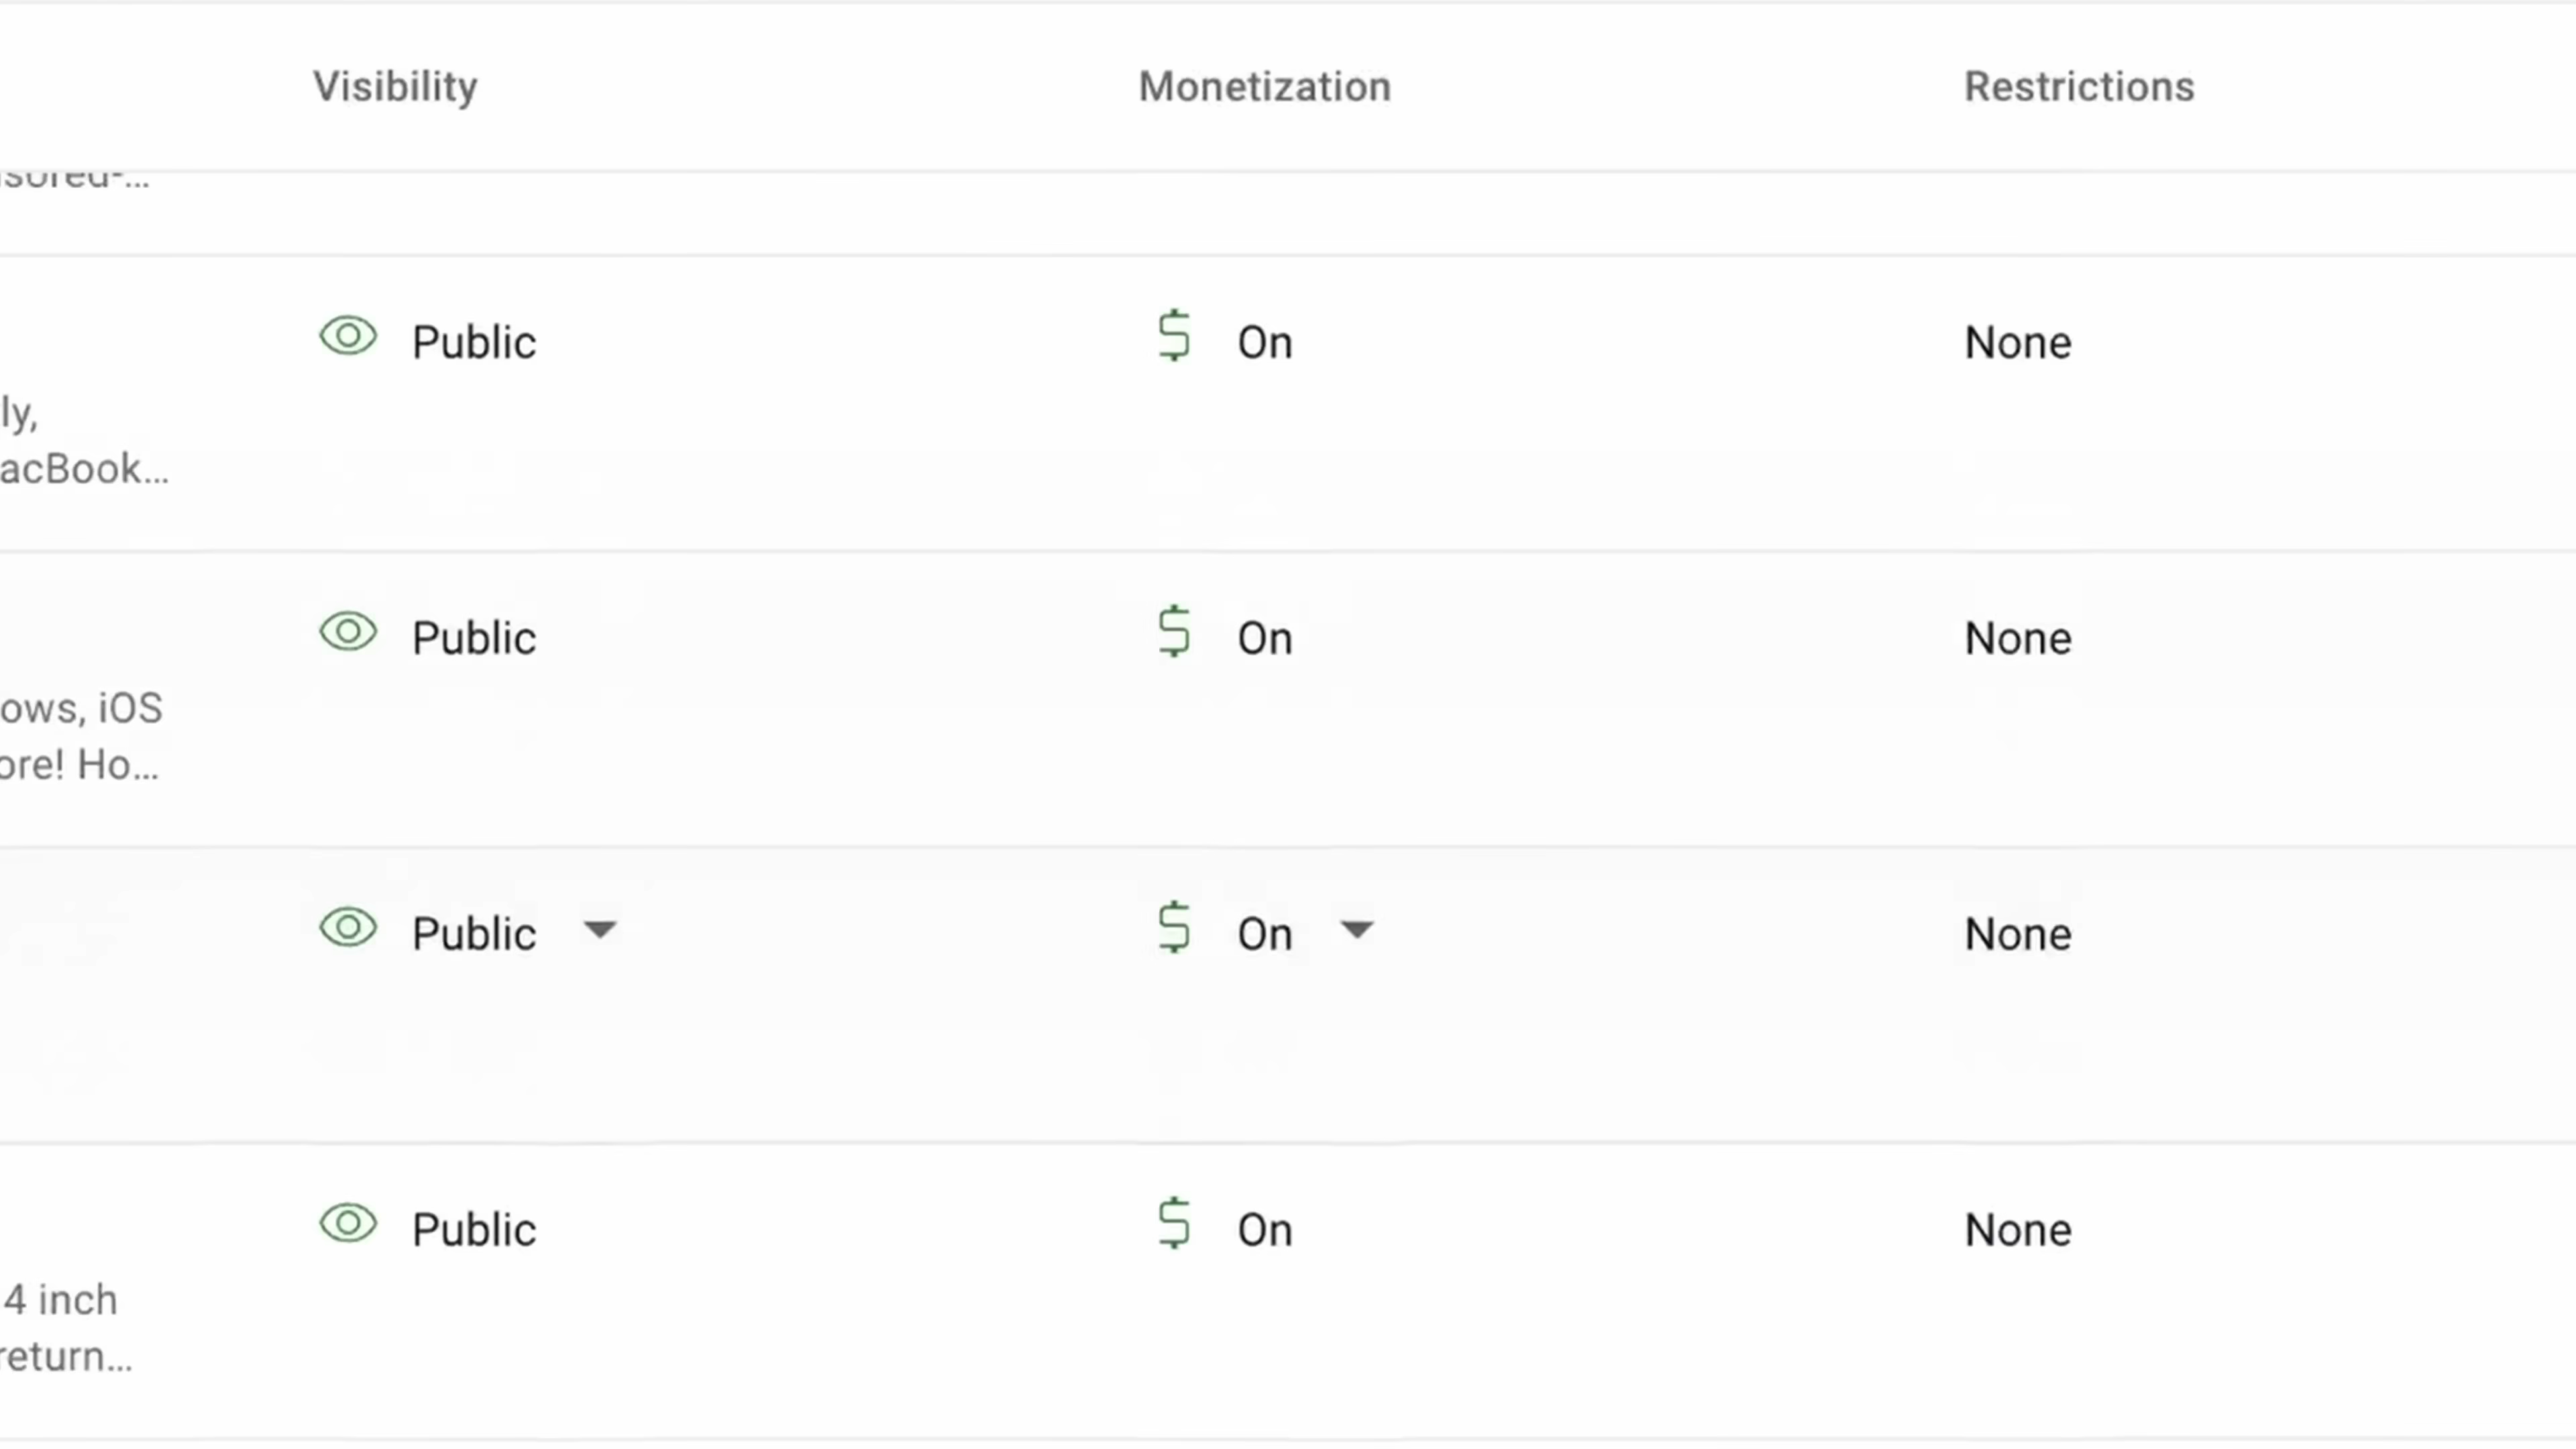 Visibility Monetization Restrictions
sored-...
Public On None
ly,
acBook...
Public On None
ows, iOS
ore! Ho...
Public On None
Public On None
4 inch
return...